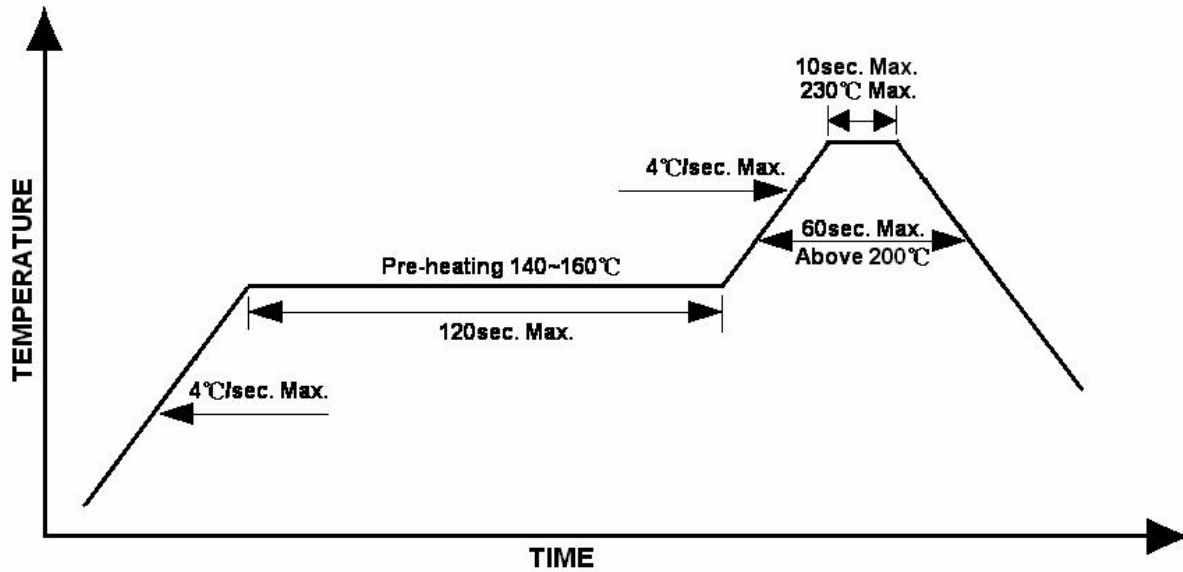 10sec. Max.
230℃ Max.
4℃/sec. Max.
60sec. Max.
Above 200℃
Pre-heating 140~160℃
120sec. Max.
4℃/sec. Max.
TEMPERATURE
TIME